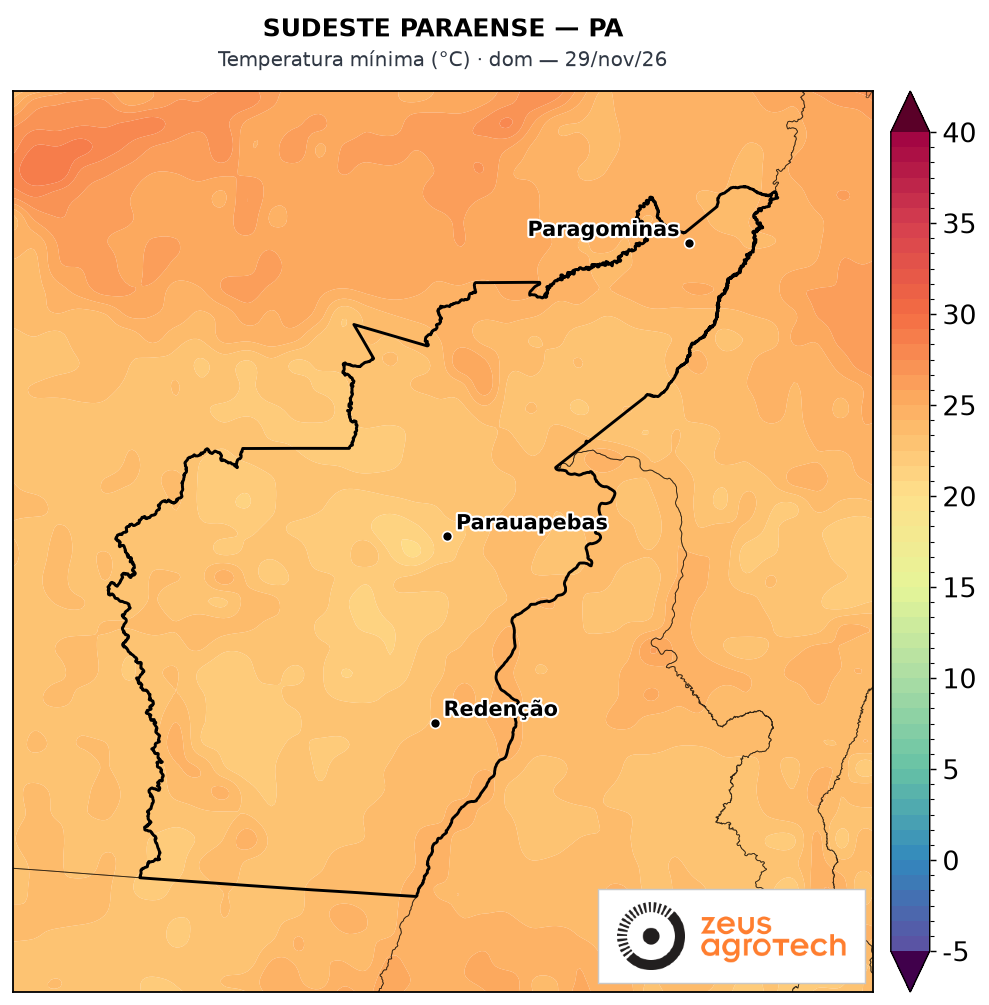 SUDESTE PARAENSE — PA
Temperatura mínima (°C) · dom — 29/nov/26
Paragominas
Parauapebas
Redenção
40
35
30
25
20
15
10
5
0
-5
zeus
agrotech